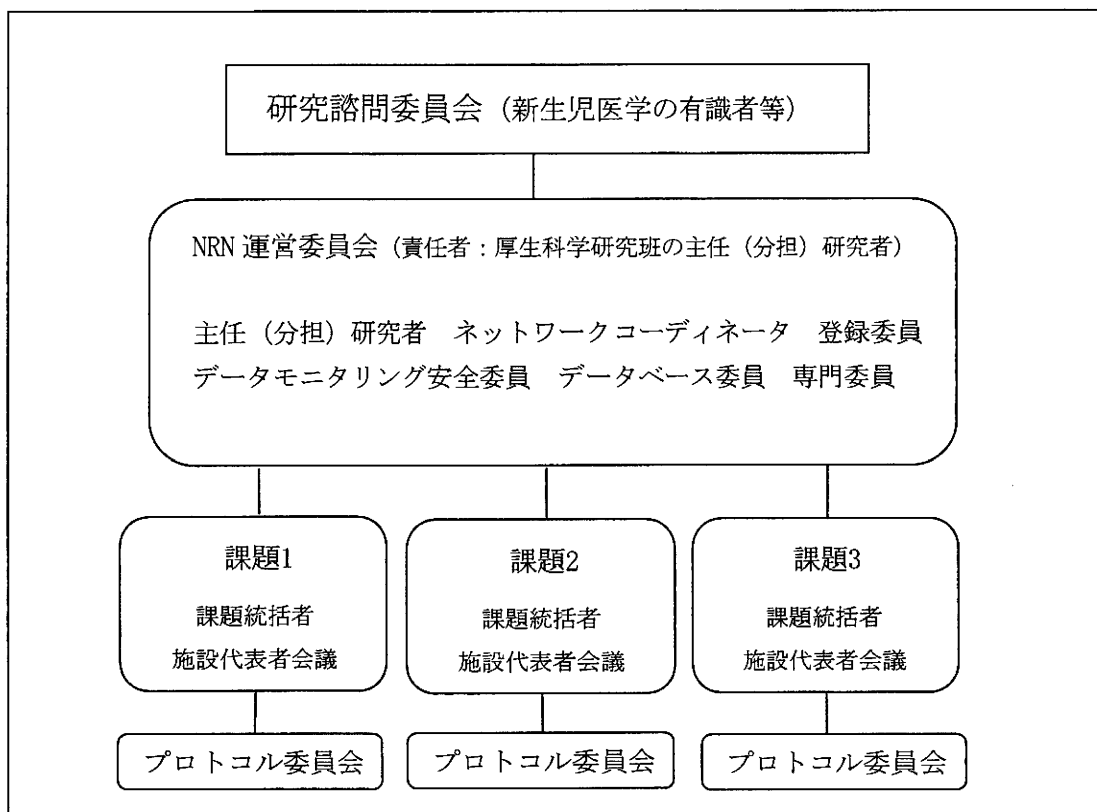 研究諮問委員会（新生児医学の有識者等）
NRN 運営委員会（責任者：厚生科学研究班の主任（分担）研究者）
主任（分担）研究者　ネットワークコーディネータ　登録委員
データモニタリング安全委員　データベース委員　専門委員
課題1
課題統括者
施設代表者会議
課題2
課題統括者
施設代表者会議
課題3
課題統括者
施設代表者会議
プロトコル委員会
プロトコル委員会
プロトコル委員会